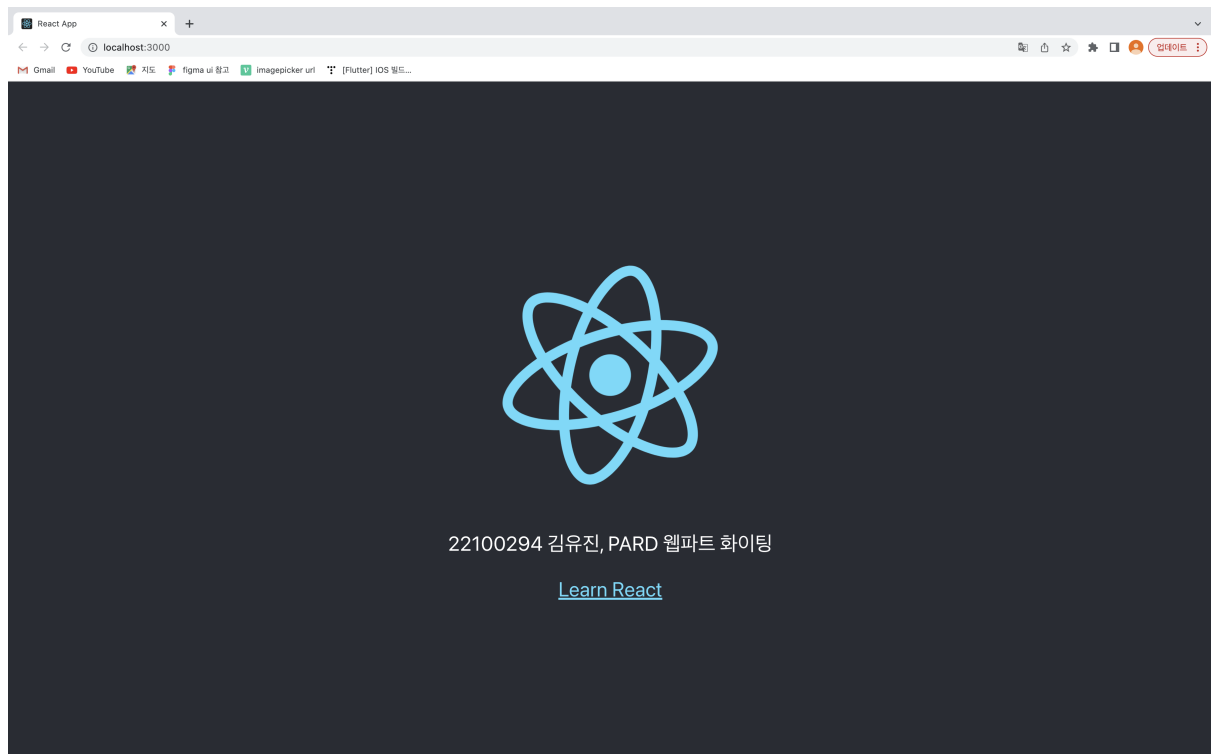 React App
localhost:3000
업데이트
Gmail YouTube 지도 figma ui 참고 imagepicker url [Flutter] IOS 빌드...
22100294 김유진, PARD 웹파트 화이팅
Learn React